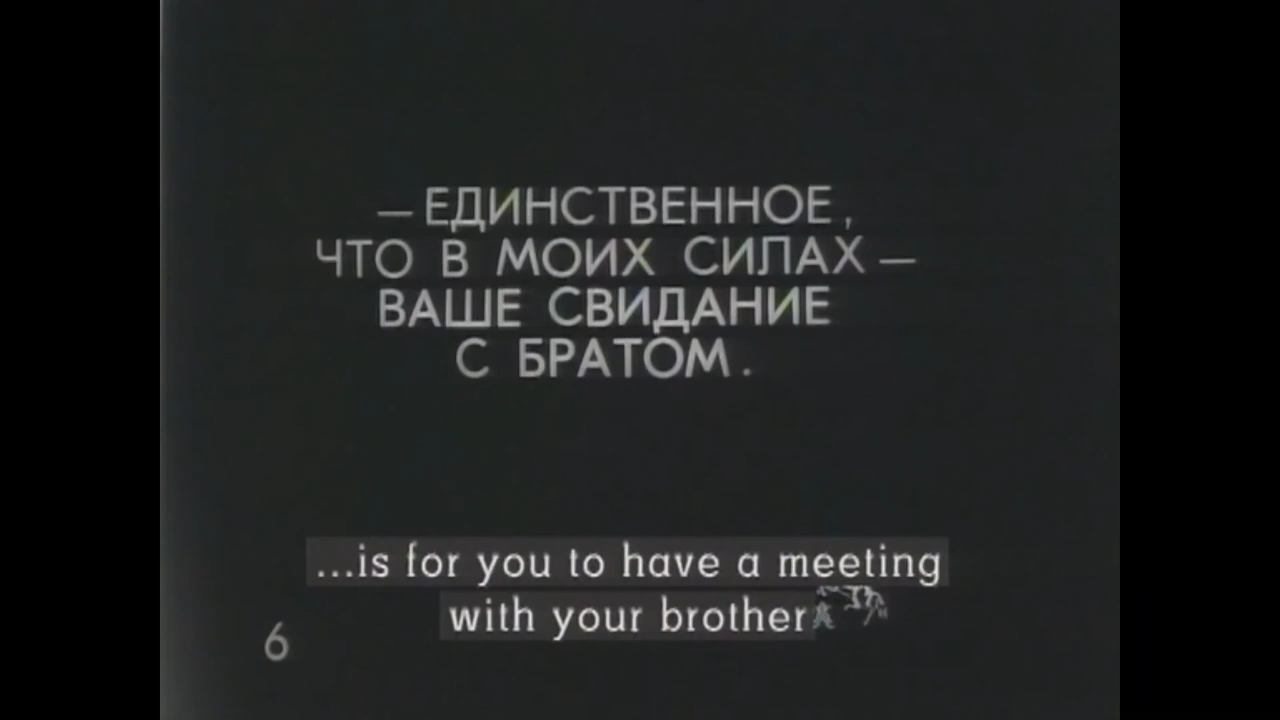 — ЕДИНСТВЕННОЕ,
ЧТО В МОИХ СИЛАХ —
ВАШЕ СВИДАНИЕ
С БРАТОМ.
...is for you to have a meeting
with your brother
6